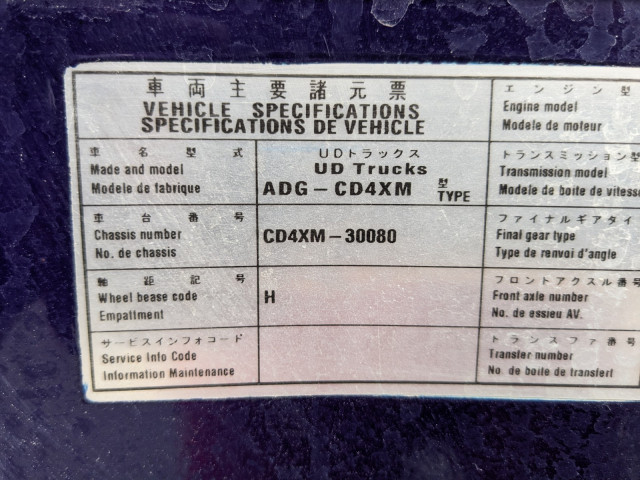 車両主要諸元票
VEHICLE SPECIFICATIONS
SPECIFICATIONS DE VEHICLE
エンジン型
Engine model
Modele de moteur
車名型式
Made and model
Modele de fabrique
UDトラックス
UD Trucks
ADG-CD4XM 型 TYPE
トランスミッション型
Transmission model
Modele de boite de vitesse
車台番号
Chassis number
No. de chassis
CD4XM-30080
ファイナルギアタイ
Final gear type
Type de renvoi d'angle
軸距記号
Wheel bease code
Empattment
H
フロントアクスル番号
Front axle number
No. de essieu AV.
サービスインフォコード
Service Info Code
Information Maintenance
トランスファ番号
Transfer number
No. de boite de transfert